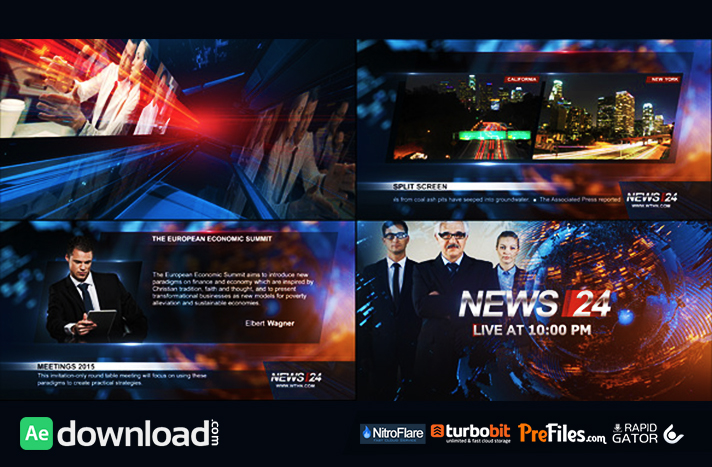 CALIFORNIA
NEW YORK
SPLIT SCREEN
is from coal ash pits have seeped into groundwater. ● The Associated Press reported
NEWS 24
WWW.WTHN.COM
THE EUROPEAN ECONOMIC SUMMIT
The European Economic Summit aims to introduce new
paradigms on finance and economy which are inspired by
Christian tradition, faith and thought, and to present
transformational businesses as new models for poverty
alleviation and sustainable economies.
Elbert Wagner
MEETINGS 2015
This invitation-only round table meeting will focus on using these
paradigms to create practical strategies.
NEWS 24
NEWS 24
LIVE AT 10:00 PM
Ae download.com
NitroFlare
turbobit
unlimited & fast cloud storage
PreFiles.com
RAPID
GATOR